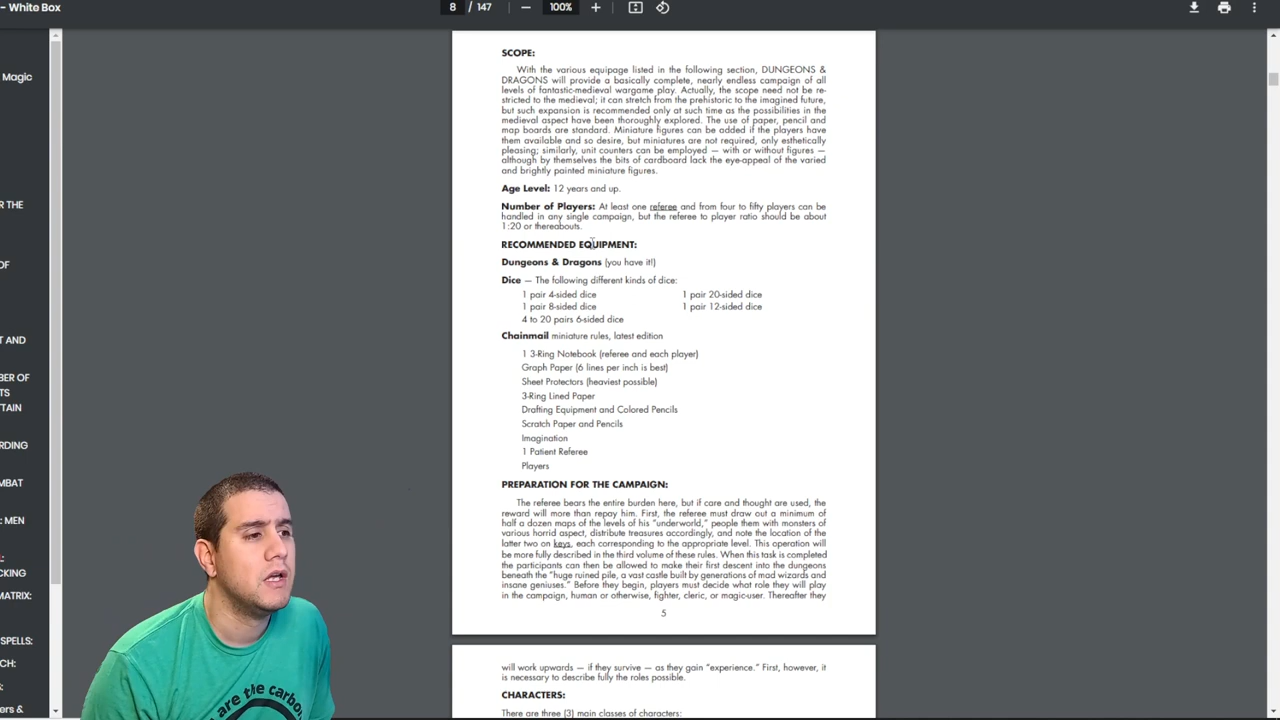 - White Box
8 / 147
100%
Magic
R THE
OF
T AND
BER OF
TS
RTAIN
RDING
MBAT
E: MEN
S:
CKING
MATRIX:
SPELLS:
CH:
s:
ers &
SCOPE:
With the various equipage listed in the following section, DUNGEONS &
DRAGONS will provide a basically complete, nearly endless campaign of all
levels of fantastic-medieval wargame play. Actually, the scope need not be re-
stricted to the medieval; it can stretch from the prehistoric to the imagined future,
but such expansion is recommended only at such time as the possibilities in the
medieval aspect have been thoroughly explored. The use of paper, pencil and
map boards are standard. Miniature figures can be added if the players have
them available and so desire, but miniatures are not required, only esthetically
pleasing; similarly, unit counters can be employed — with or without figures —
although by themselves the bits of cardboard lack the eye-appeal of the varied
and brightly painted miniature figures.
Age Level: 12 years and up.
Number of Players: At least one referee and from four to fifty players can be
handled in any single campaign, but the referee to player ratio should be about
1:20 or thereabouts.
RECOMMENDED EQUIPMENT:
Dungeons & Dragons (you have it!)
Dice — The following different kinds of dice:
1 pair 4-sided dice 1 pair 20-sided dice
1 pair 8-sided dice 1 pair 12-sided dice
4 to 20 pairs 6-sided dice
Chainmail miniature rules, latest edition
1 3-Ring Notebook (referee and each player)
Graph Paper (6 lines per inch is best)
Sheet Protectors (heaviest possible)
3-Ring Lined Paper
Drafting Equipment and Colored Pencils
Scratch Paper and Pencils
Imagination
1 Patient Referee
Players
PREPARATION FOR THE CAMPAIGN:
The referee bears the entire burden here, but if care and thought are used, the
reward will more than repay him. First, the referee must draw out a minimum of
half a dozen maps of the levels of his "underworld," people them with monsters of
various horrid aspect, distribute treasures accordingly, and note the location of the
latter two on keys, each corresponding to the appropriate level. This operation will
be more fully described in the third volume of these rules. When this task is completed
the participants can then be allowed to make their first descent into the dungeons
beneath the "huge ruined pile, a vast castle built by generations of mad wizards and
insane geniuses." Before they begin, players must decide what role they will play
in the campaign, human or otherwise, fighter, cleric, or magic-user. Thereafter they
5
will work upwards — if they survive — as they gain "experience." First, however, it
is necessary to describe fully the roles possible.
CHARACTERS:
There are three (3) main classes of characters:
are the carbo